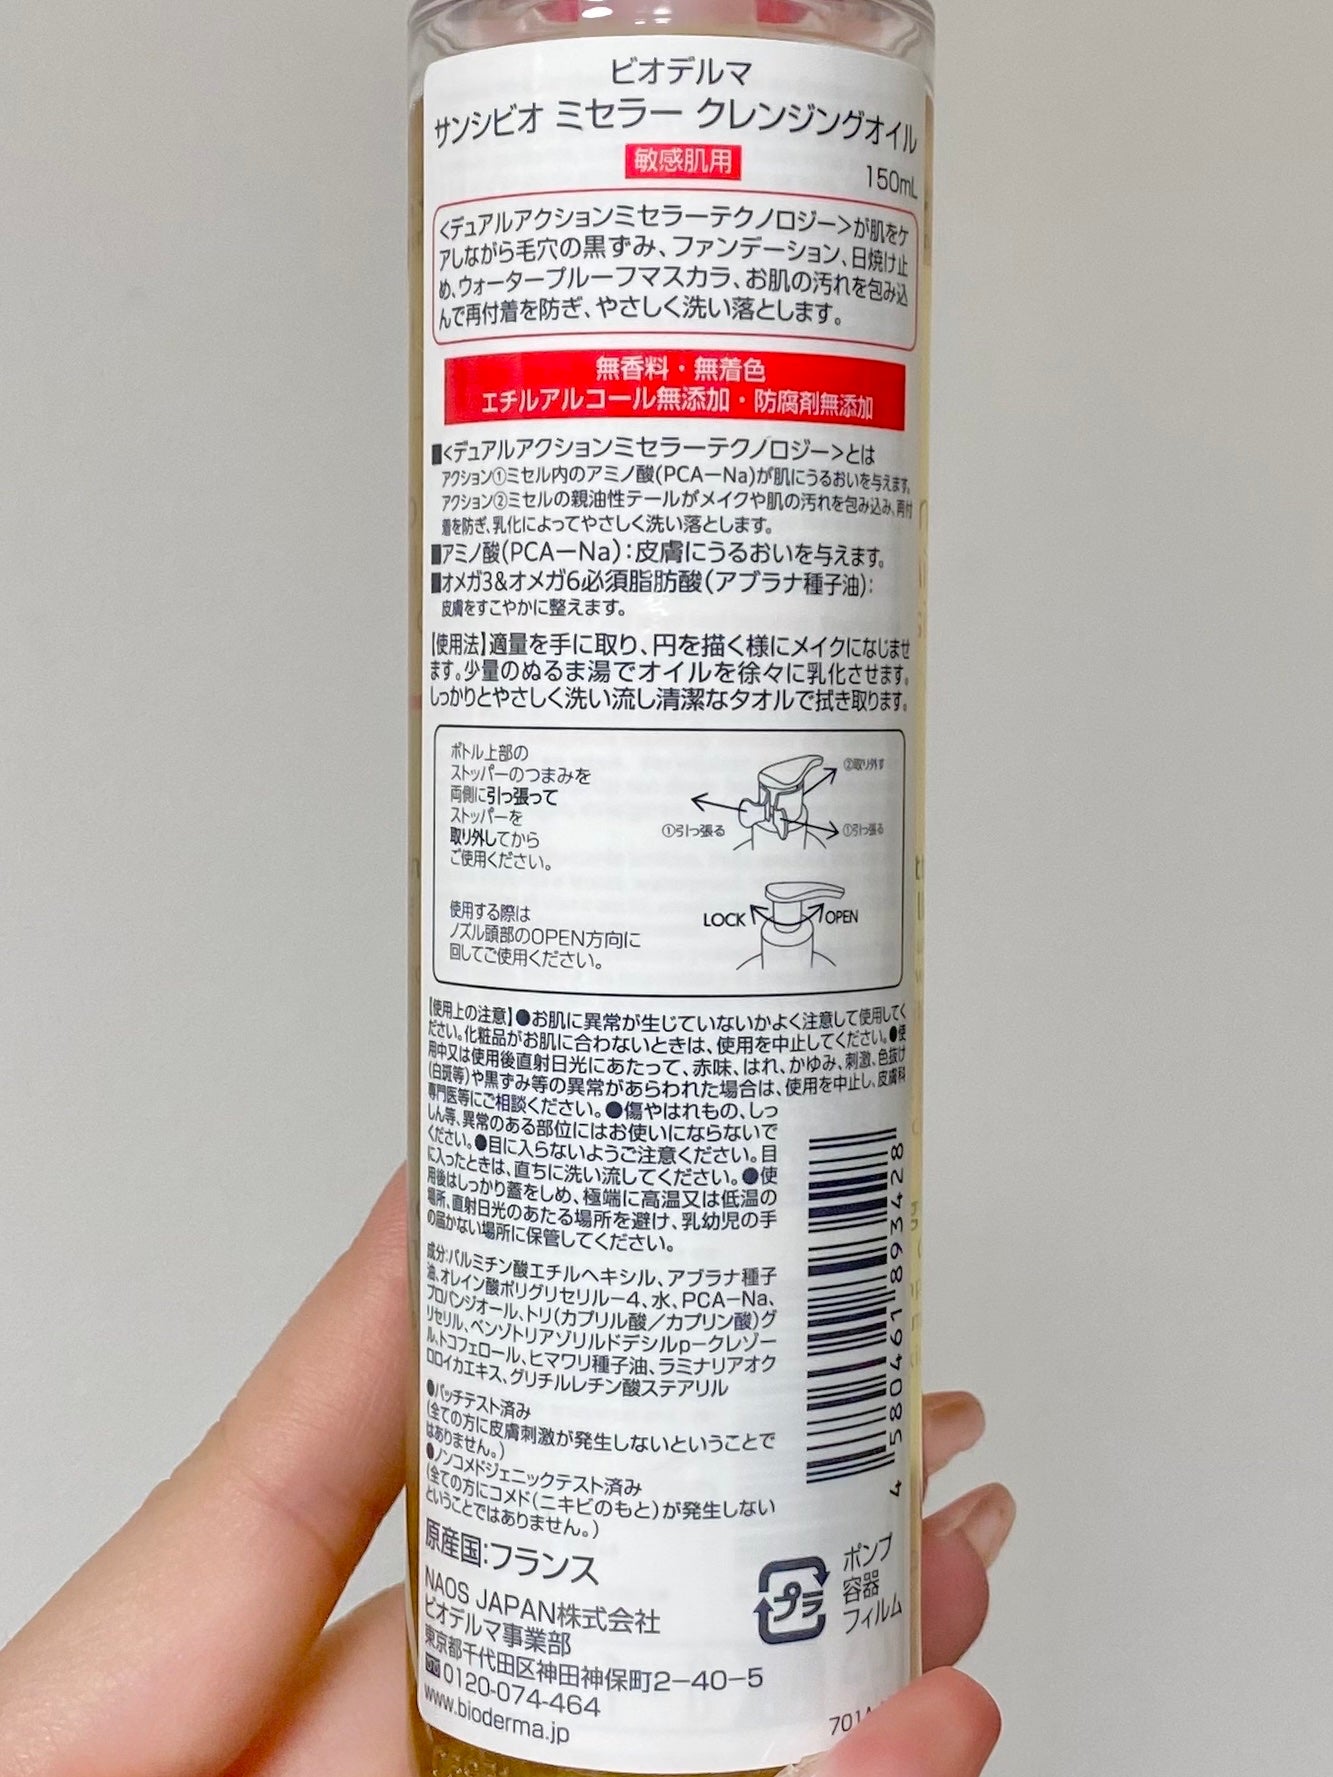 ビオデルマ
サンシビオ ミセラー クレンジングオイル
敏感肌用
150mL
<デュアルアクションミセラーテクノロジー>が肌をケ
アしながら毛穴の黒ずみ、ファンデーション、日焼け止
め、ウォータープルーフマスカラ、お肌の汚れを包み込
んで再付着を防ぎ、やさしく洗い落とします。
無香料・無着色
エチルアルコール無添加・防腐剤無添加
■<デュアルアクションミセラーテクノロジー>とは
アクション①ミセル内のアミノ酸(PCA－Na)が肌にうるおいを与えます。
アクション②ミセルの親油性テールがメイクや肌の汚れを包み込み、再付
着を防ぎ、乳化によってやさしく洗い落とします。
■アミノ酸(PCA－Na)：皮膚にうるおいを与えます。
■オメガ3&オメガ6必須脂肪酸(アブラナ種子油)：
皮膚をすこやかに整えます。
【使用法】適量を手に取り、円を描く様にメイクになじませ
ます。少量のぬるま湯でオイルを徐々に乳化させます。
しっかりとやさしく洗い流し清潔なタオルで拭き取ります。
ボトル上部の
ストッパーのつまみを
両側に引っ張って
ストッパーを
取り外してから
ご使用ください。
②取り外す
①引っ張る
①引っ張る
使用する際は
ノズル頭部のOPEN方向に
回してご使用ください。
LOCK
OPEN
【使用上の注意】●お肌に異常が生じていないかよく注意して使用してく
ださい。化粧品がお肌に合わないときは、使用を中止してください。●使
用中又は使用後直射日光にあたって、赤味、はれ、かゆみ、刺激、色抜け
(白斑等)や黒ずみ等の異常があらわれた場合は、使用を中止し、皮膚科
専門医等にご相談ください。●傷やはれもの、しっ
しん等、異常のある部位にはお使いにならないで
ください。●目に入らないようご注意ください。目
に入ったときは、直ちに洗い流してください。●使
用後はしっかり蓋をしめ、極端に高温又は低温の
場所、直射日光のあたる場所を避け、乳幼児の手
の届かない場所に保管してください。
成分：パルミチン酸エチルヘキシル、アブラナ種子
油、オレイン酸ポリグリセリル－4、水、PCA－Na、
プロパンジオール、トリ(カプリル酸／カプリン酸)グ
リセリル、ベンゾトリアゾリルドデシルp－クレゾー
ル、トコフェロール、ヒマワリ種子油、ラミナリアオク
ロロイカエキス、グリチルレチン酸ステアリル
●パッチテスト済み
(全ての方に皮膚刺激が発生しないということで
はありません。)
●ノンコメドジェニックテスト済み
(全ての方にコメド(ニキビのもと)が発生しない
ということではありません。)
4580461893428
原産国：フランス
NAOS JAPAN株式会社
ビオデルマ事業部
東京都千代田区神田神保町2－40－5
0120-074-464
www.bioderma.jp
プラ
ポンプ
容器
フィルム